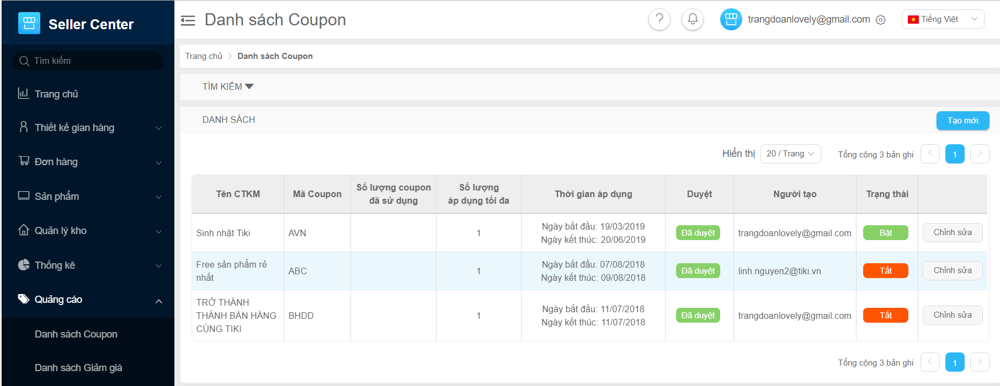 Seller Center
Danh sách Coupon
?
trangdoanlovely@gmail.com
Tiếng Việt
Tìm kiếm
Trang chủ
Thiết kế gian hàng
Đơn hàng
Sản phẩm
Quản lý kho
Thống kê
Quảng cáo
Danh sách Coupon
Danh sách Giảm giá
Trang chủ > Danh sách Coupon
TÌM KIẾM
DANH SÁCH
Tạo mới
Hiển thị 20 / Trang Tổng cộng 3 bản ghi < 1 >
Tên CTKM
Mã Coupon
Số lượng coupon
đã sử dụng
Số lượng
áp dụng tối đa
Thời gian áp dụng
Duyệt
Người tạo
Trạng thái
Sinh nhật Tiki
AVN
1
Ngày bắt đầu: 19/03/2019
Ngày kết thúc: 20/06/2019
Đã duyệt
trangdoanlovely@gmail.com
Bật
Chỉnh sửa
Free sản phẩm rẻ
nhất
ABC
1
Ngày bắt đầu: 07/08/2018
Ngày kết thúc: 09/08/2018
Đã duyệt
linh.nguyen2@tiki.vn
Tắt
Chỉnh sửa
TRỞ THÀNH
THÁNH BÁN HÀNG
CÙNG TIKI
BHDD
1
Ngày bắt đầu: 11/07/2018
Ngày kết thúc: 11/07/2018
Đã duyệt
trangdoanlovely@gmail.com
Tắt
Chỉnh sửa
Tổng cộng 3 bản ghi < 1 >